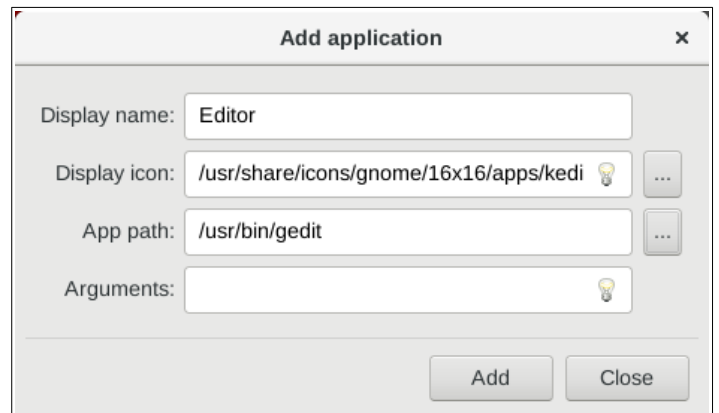 Add application
Display name: Editor
Display icon: /usr/share/icons/gnome/16x16/apps/kedi ...
App path: /usr/bin/gedit ...
Arguments:
Add Close